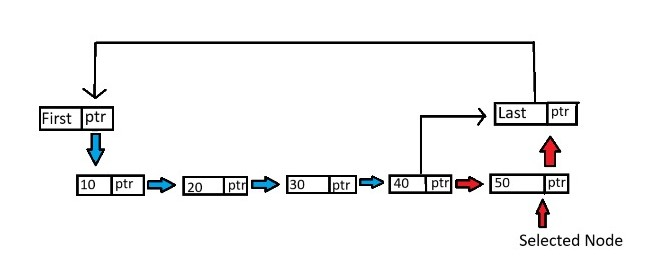 First ptr
Last ptr
10 ptr
20 ptr
30 ptr
40 ptr
50 ptr
Selected Node